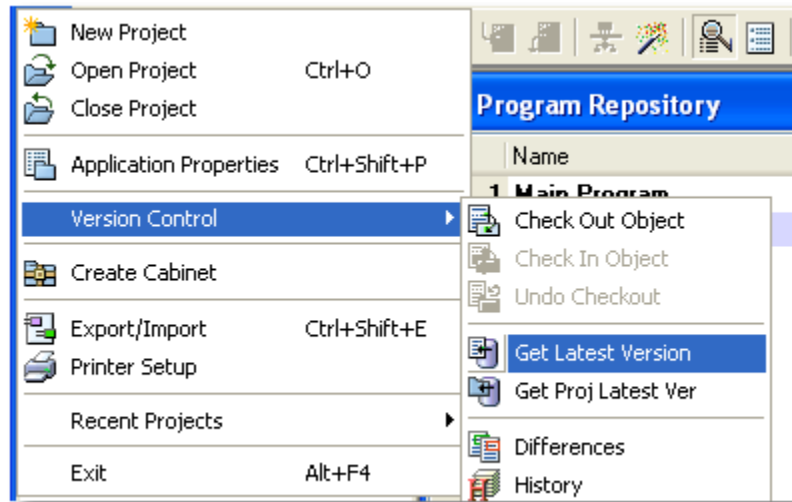 New Project
Open Project Ctrl+O
Close Project
Application Properties Ctrl+Shift+P
Version Control
Create Cabinet
Export/Import Ctrl+Shift+E
Printer Setup
Recent Projects
Exit Alt+F4
Program Repository
Name
1 Main Program
Check Out Object
Check In Object
Undo Checkout
Get Latest Version
Get Proj Latest Ver
Differences
History